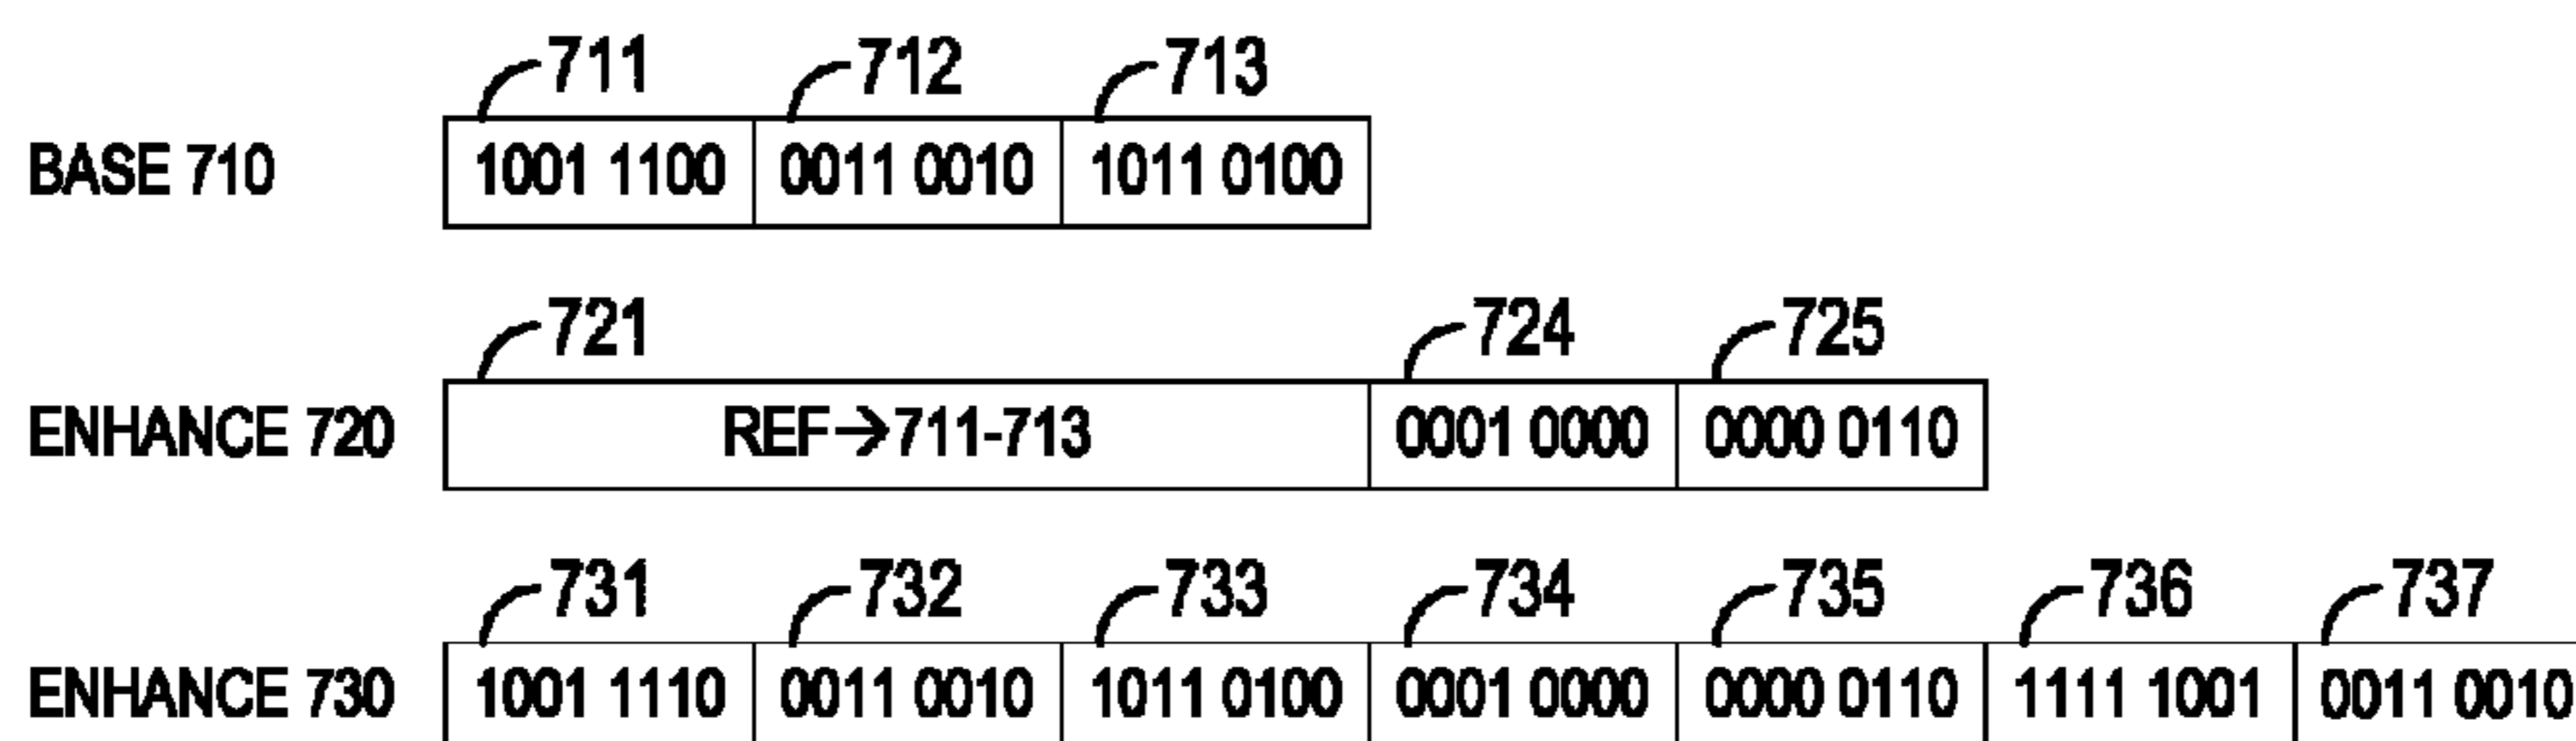 711 712 713
BASE 710 1001 1100 0011 0010 1011 0100
721 724 725
ENHANCE 720 REF→711-713 0001 0000 0000 0110
731 732 733 734 735 736 737
ENHANCE 730 1001 1110 0011 0010 1011 0100 0001 0000 0000 0110 1111 1001 0011 0010